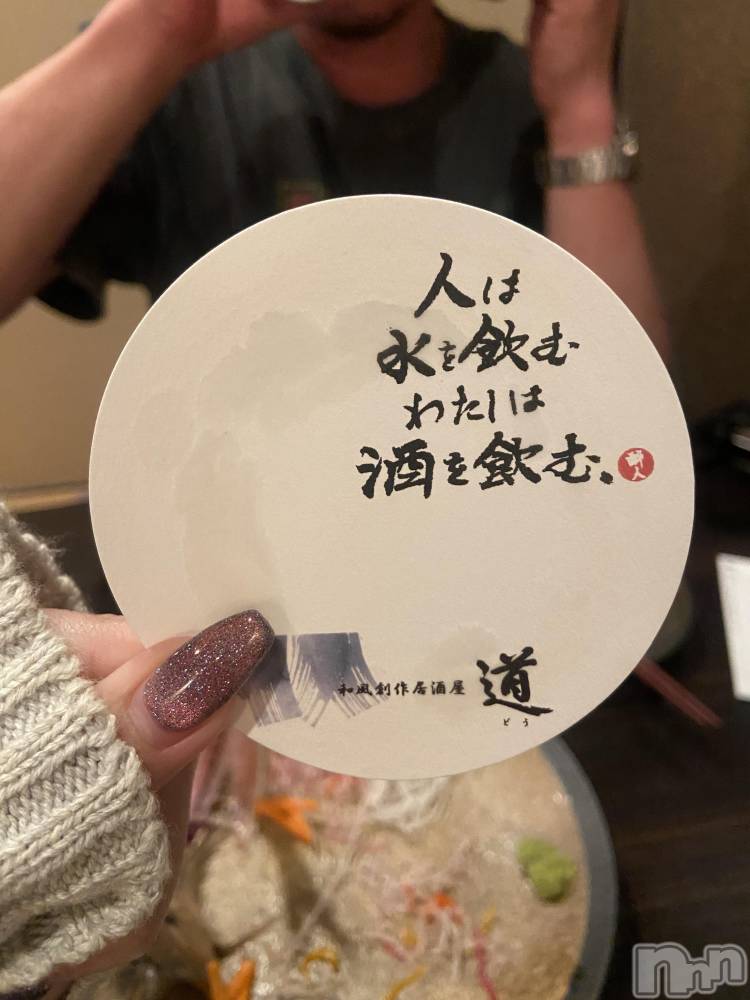 人は
水を飲む
わたしは
酒を飲む。
和風創作居酒屋 道
どう